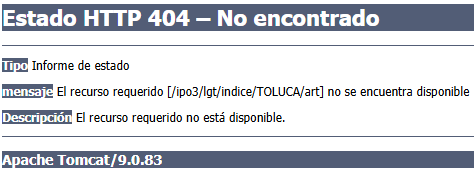 Estado HTTP 404 – No encontrado
Tipo Informe de estado
mensaje El recurso requerido [/ipo3/lgt/indice/TOLUCA/art] no se encuentra disponible
Descripción El recurso requerido no está disponible.
Apache Tomcat/9.0.83